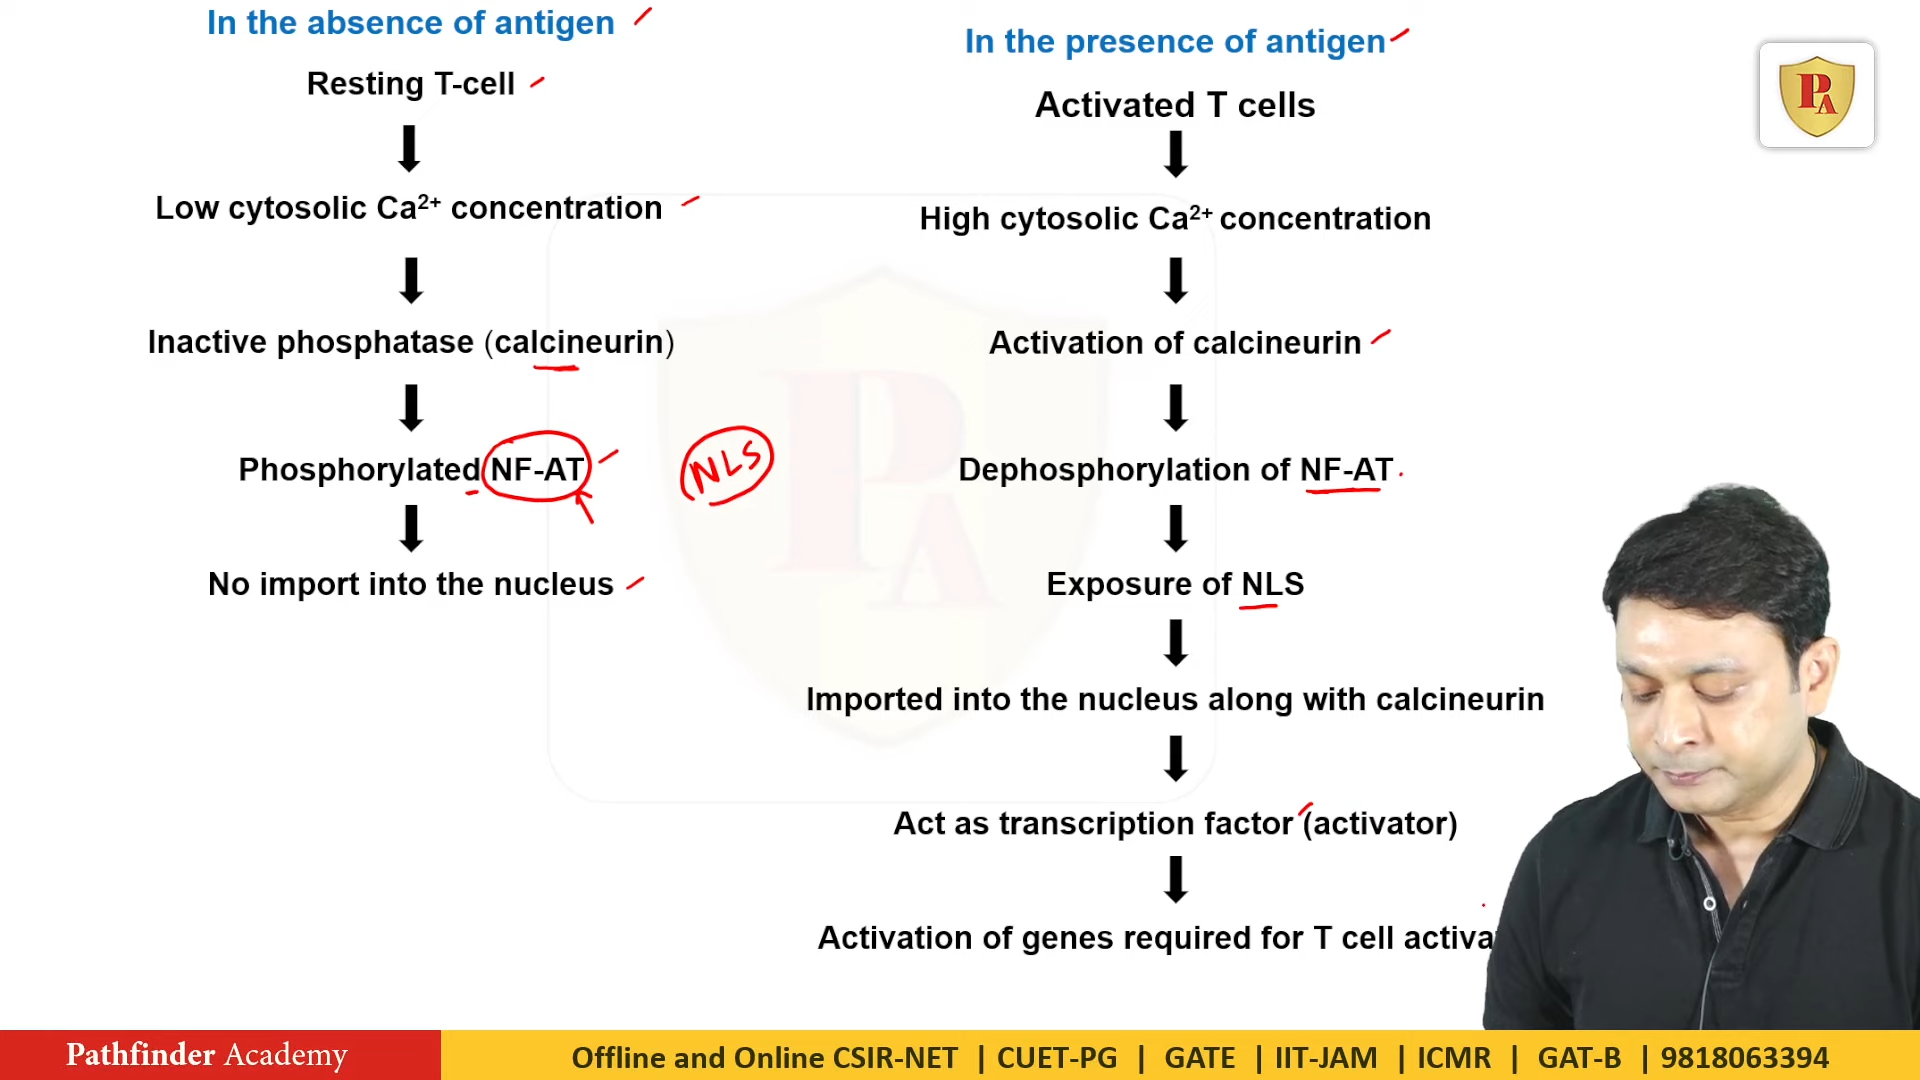 In the absence of antigen
Resting T-cell
Low cytosolic Ca²⁺ concentration
Inactive phosphatase (calcineurin)
Phosphorylated NF-AT
No import into the nucleus
NLS
In the presence of antigen
Activated T cells
High cytosolic Ca²⁺ concentration
Activation of calcineurin
Dephosphorylation of NF-AT
Exposure of NLS
Imported into the nucleus along with calcineurin
Act as transcription factor (activator)
Activation of genes required for T cell activa
PA
PA
Pathfinder Academy
Offline and Online CSIR-NET | CUET-PG | GATE | IIT-JAM | ICMR | GAT-B | 9818063394